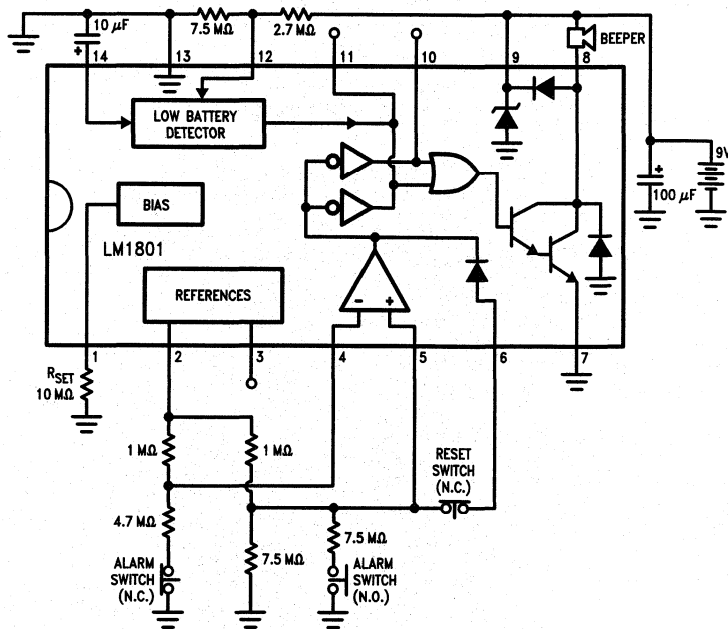 10 μF
7.5 MΩ
2.7 MΩ
BEEPER
14
13
12
11
10
9
8
LOW BATTERY
DETECTOR
9V
100 μF
BIAS
LM1801
REFERENCES
-
+
1
2
3
4
5
6
7
RSET
10 MΩ
1 MΩ
1 MΩ
RESET
SWITCH
(N.C.)
4.7 MΩ
7.5 MΩ
7.5 MΩ
ALARM
SWITCH
(N.C.)
ALARM
SWITCH
(N.O.)